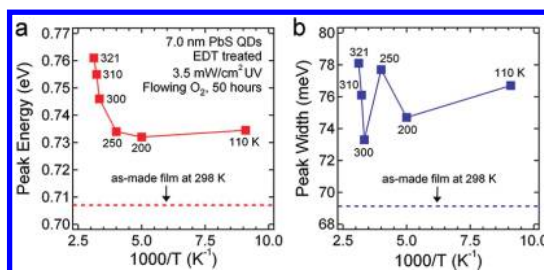 a
0.77
0.76
0.75
0.74
0.73
0.72
0.71
0.70
Peak Energy (eV)
7.0 nm PbS QDs
EDT treated
3.5 mW/cm² UV
Flowing O₂, 50 hours
321
310
300
250
200
110 K
as-made film at 298 K
2.5
5.0
7.5
10.0
1000/T (K⁻¹)
b
80
78
76
74
72
70
68
Peak Width (meV)
321
310
300
250
200
110 K
as-made film at 298 K
2.5
5.0
7.5
10.0
1000/T (K⁻¹)